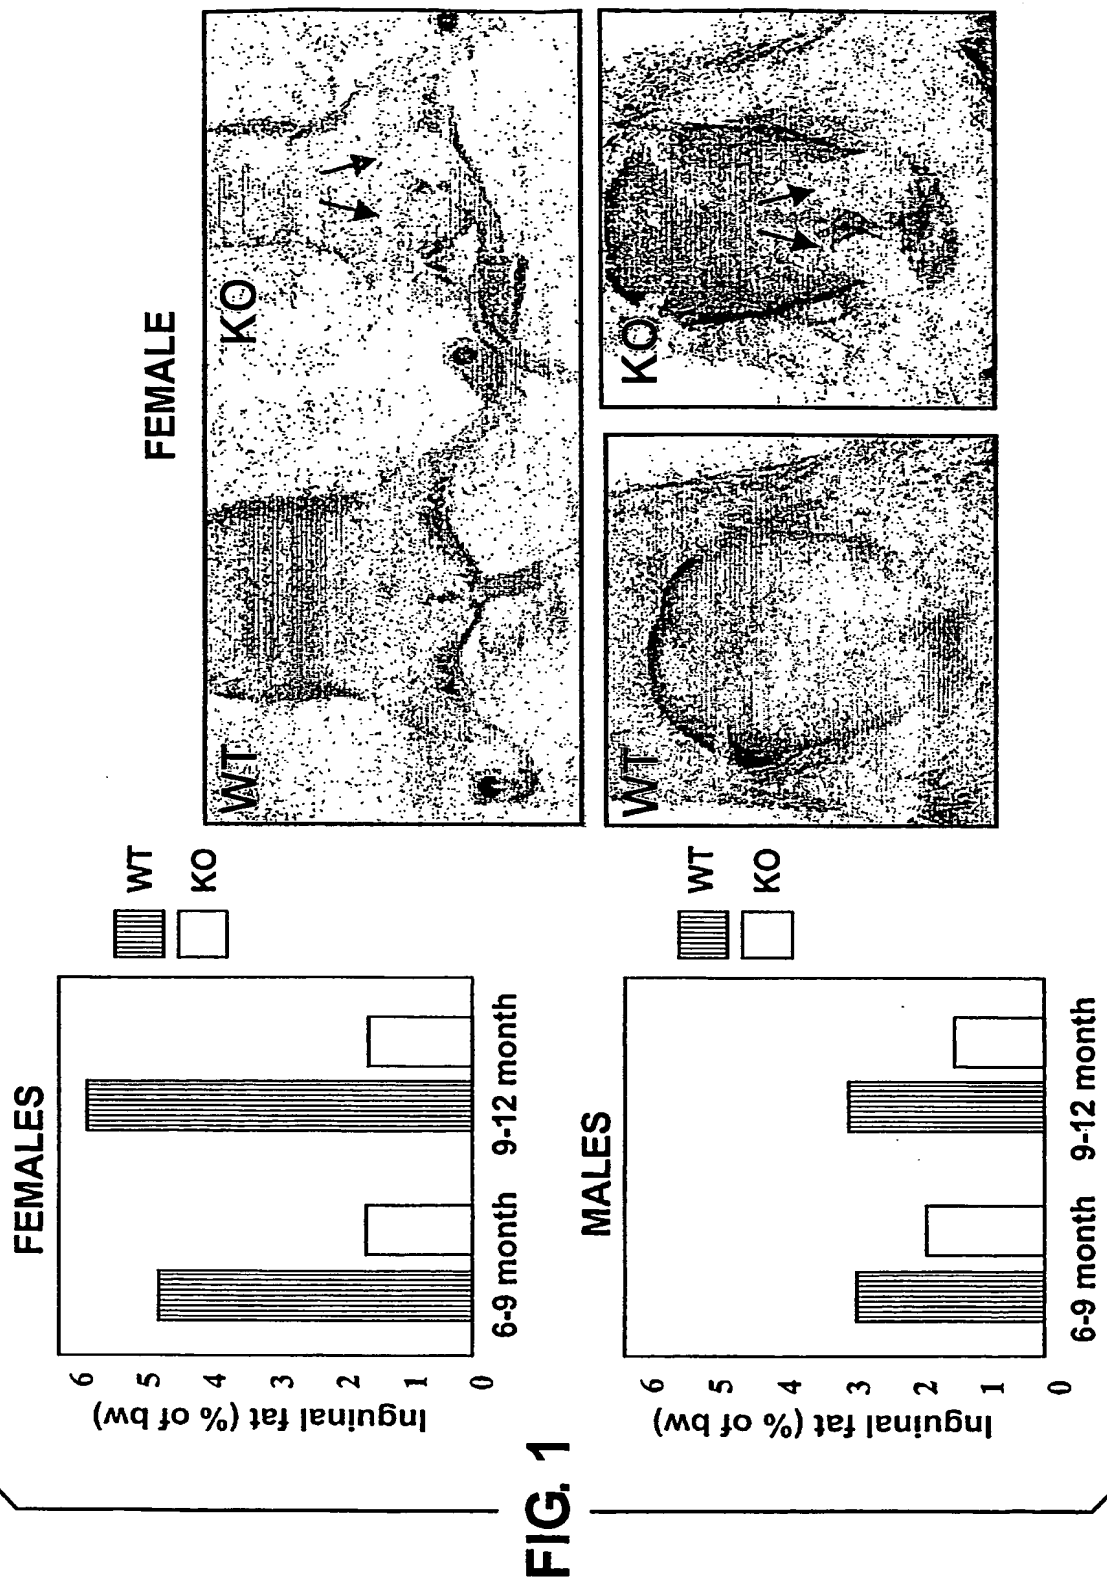 FIG. 1
FEMALES
Inguinal fat (% of bw)
6
5
4
3
2
1
0
6-9 month
9-12 month
WT
KO
MALES
Inguinal fat (% of bw)
6
5
4
3
2
1
0
6-9 month
9-12 month
WT
KO
FEMALE
WT
KO
WT
KO